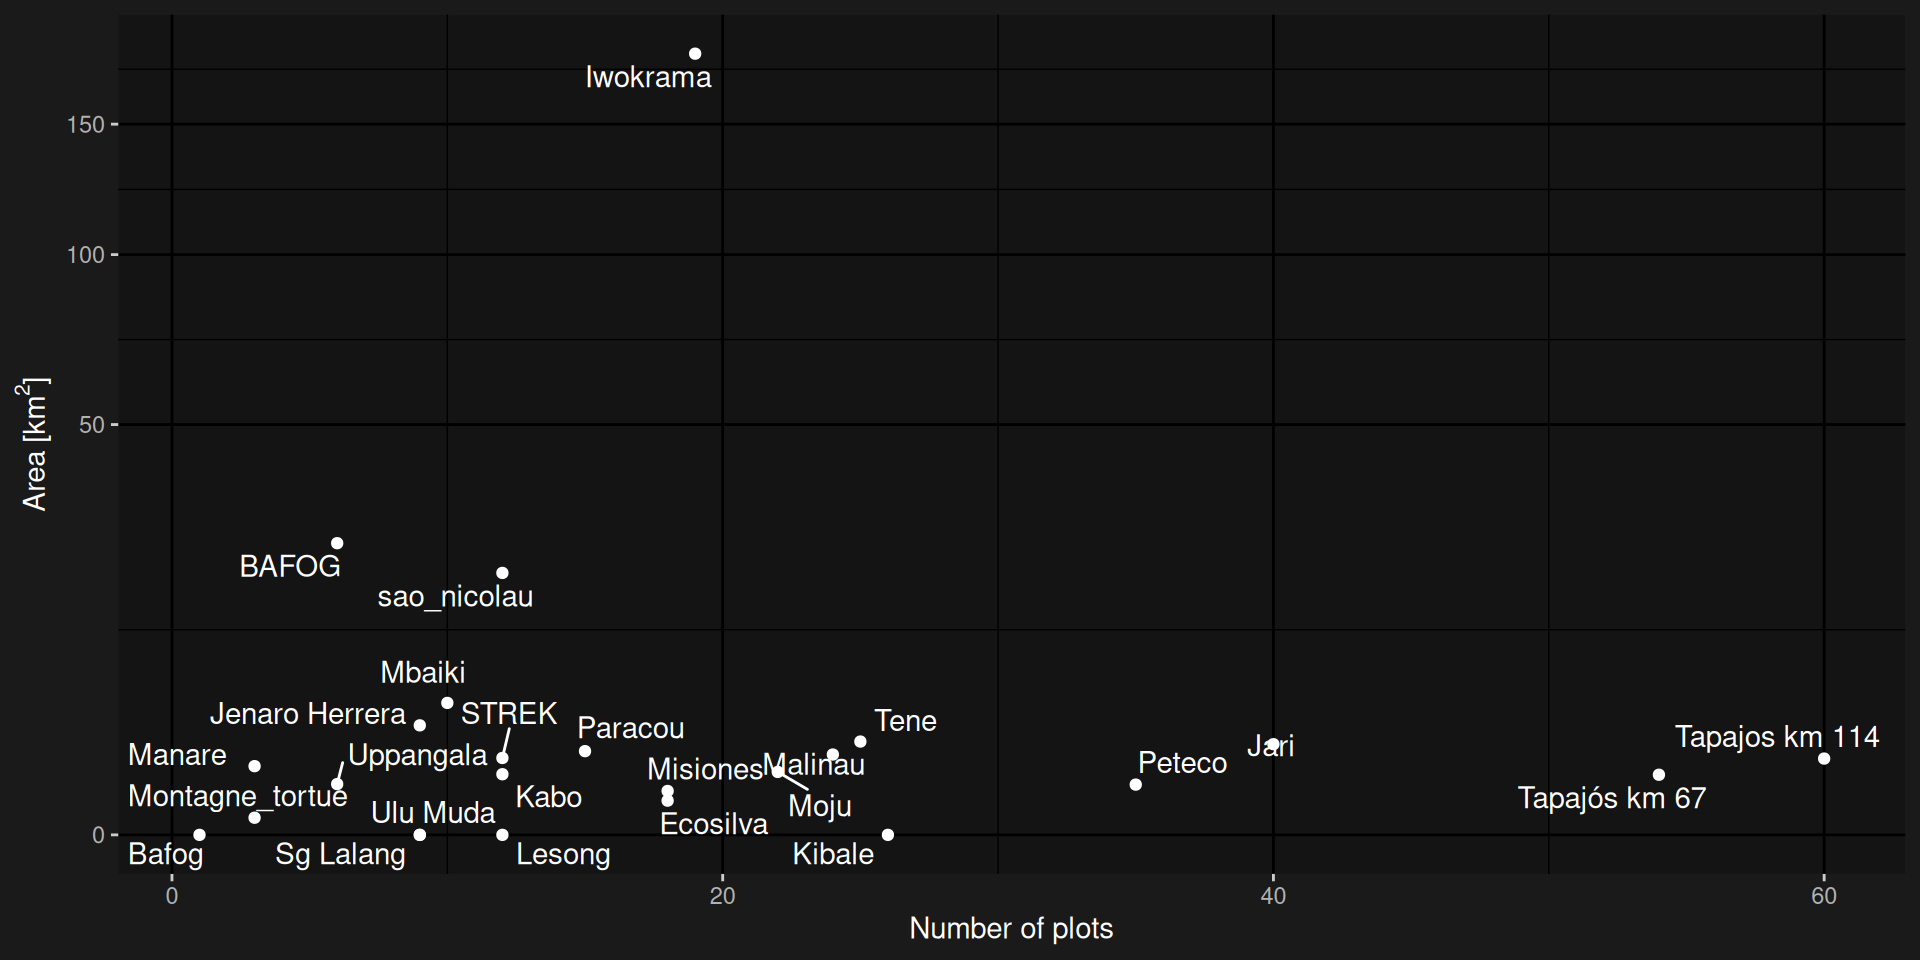 Iwokrama
150
100
Area [km2]
50
BAFOG
sao_nicolau
Mbaiki
Jenaro Herrera
STREK
Paracou
Tene
Manare
Uppangala
Misiones
Malinau
Peteco
Jari
Tapajos km 114
Montagne_tortue
Kabo
Moju
Tapajós km 67
Ulu Muda
Ecosilva
0
Bafog
Sg Lalang
Lesong
Kibale
0
20
40
60
Number of plots